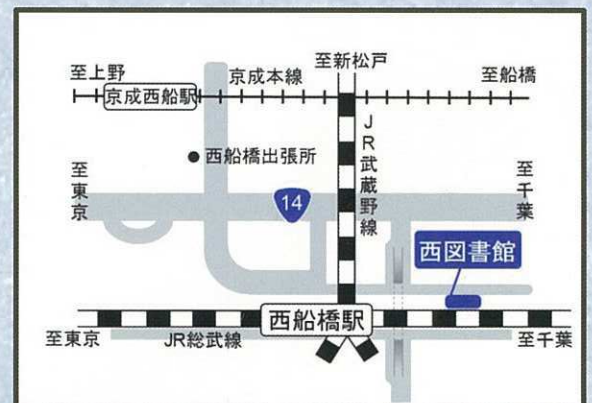 至新松戸
至上野
京成本線
至船橋
京成西船駅
JR武蔵野線
西船橋出張所
至東京
14
至千葉
西図書館
西船橋駅
至東京
JR総武線
至千葉